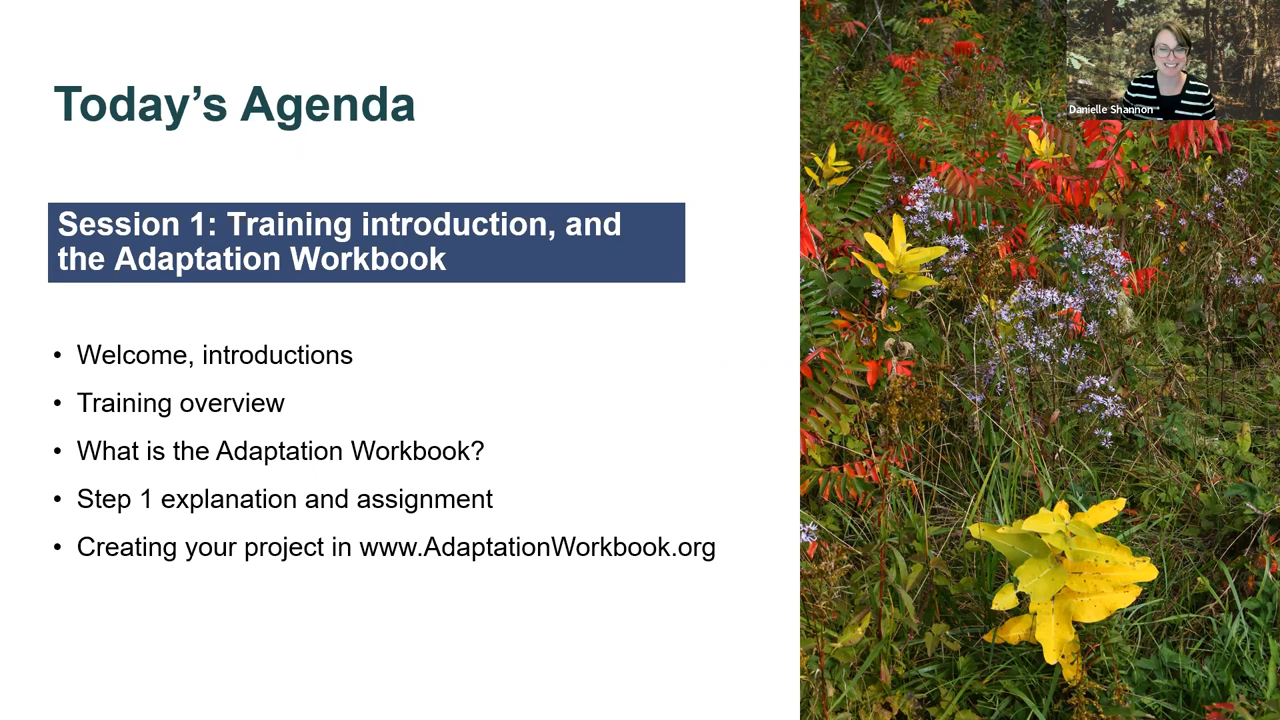 Today’s Agenda
Danielle Shannon
Session 1: Training introduction, and
the Adaptation Workbook
• Welcome, introductions
• Training overview
• What is the Adaptation Workbook?
• Step 1 explanation and assignment
• Creating your project in www.AdaptationWorkbook.org